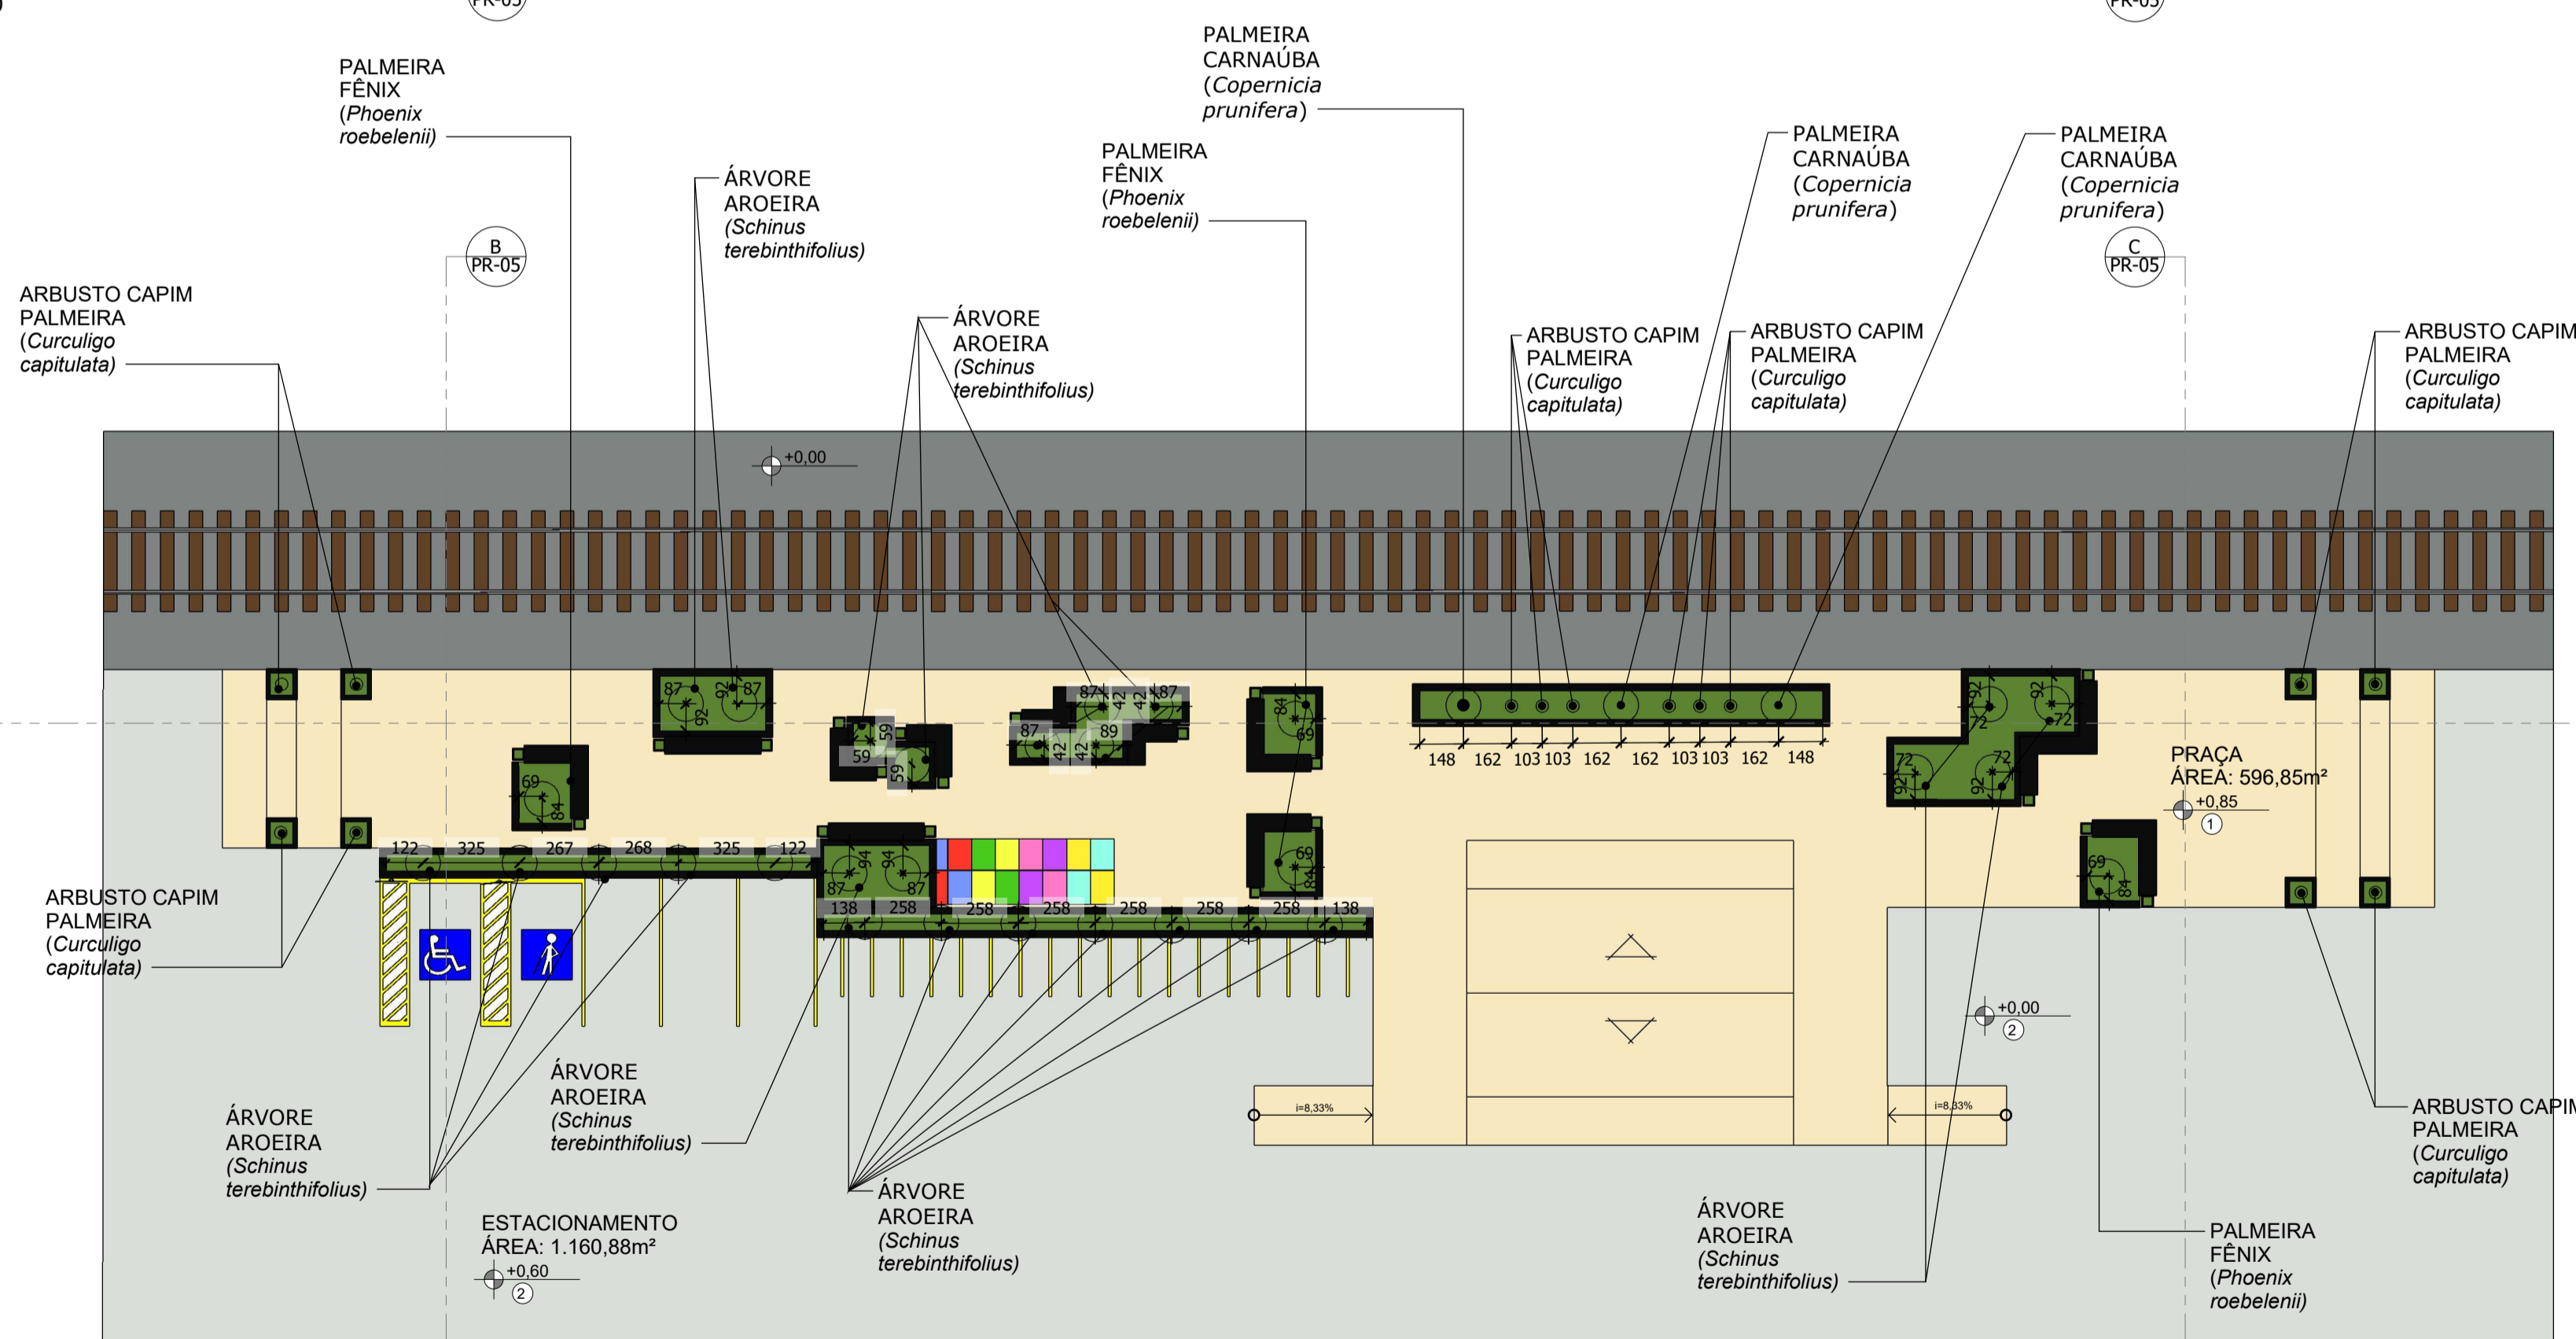 PR-05
PR-05
PALMEIRA
FÊNIX
(Phoenix
roebelenii)
ÁRVORE
AROEIRA
(Schinus
terebinthifolius)
PALMEIRA
CARNAÚBA
(Copernicia
prunifera)
PALMEIRA
FÊNIX
(Phoenix
roebelenii)
PALMEIRA
CARNAÚBA
(Copernicia
prunifera)
PALMEIRA
CARNAÚBA
(Copernicia
prunifera)
B
PR-05
C
PR-05
ARBUSTO CAPIM
PALMEIRA
(Curculigo
capitulata)
ÁRVORE
AROEIRA
(Schinus
terebinthifolius)
ARBUSTO CAPIM
PALMEIRA
(Curculigo
capitulata)
ARBUSTO CAPIM
PALMEIRA
(Curculigo
capitulata)
ARBUSTO CAPIM
PALMEIRA
(Curculigo
capitulata)
+0,00
87 92 87
92
59
59
59
87 42 42 87
87 42 42 89
84
69
148 162 103 103 162 162 103 103 162 148
92 92
72 72
72 72
92 92
69
84
PRAÇA
ÁREA: 596,85m²
+0,85
1
122 325 267 268 325 122
94 94
87 87
69
84
69
84
138 258 258 258 258 258 258 138
ARBUSTO CAPIM
PALMEIRA
(Curculigo
capitulata)
+0,00
2
i=8,33%
i=8,33%
ÁRVORE
AROEIRA
(Schinus
terebinthifolius)
ÁRVORE
AROEIRA
(Schinus
terebinthifolius)
ÁRVORE
AROEIRA
(Schinus
terebinthifolius)
ARBUSTO CAPIM
PALMEIRA
(Curculigo
capitulata)
ÁRVORE
AROEIRA
(Schinus
terebinthifolius)
PALMEIRA
FÊNIX
(Phoenix
roebelenii)
ESTACIONAMENTO
ÁREA: 1.160,88m²
+0,60
2